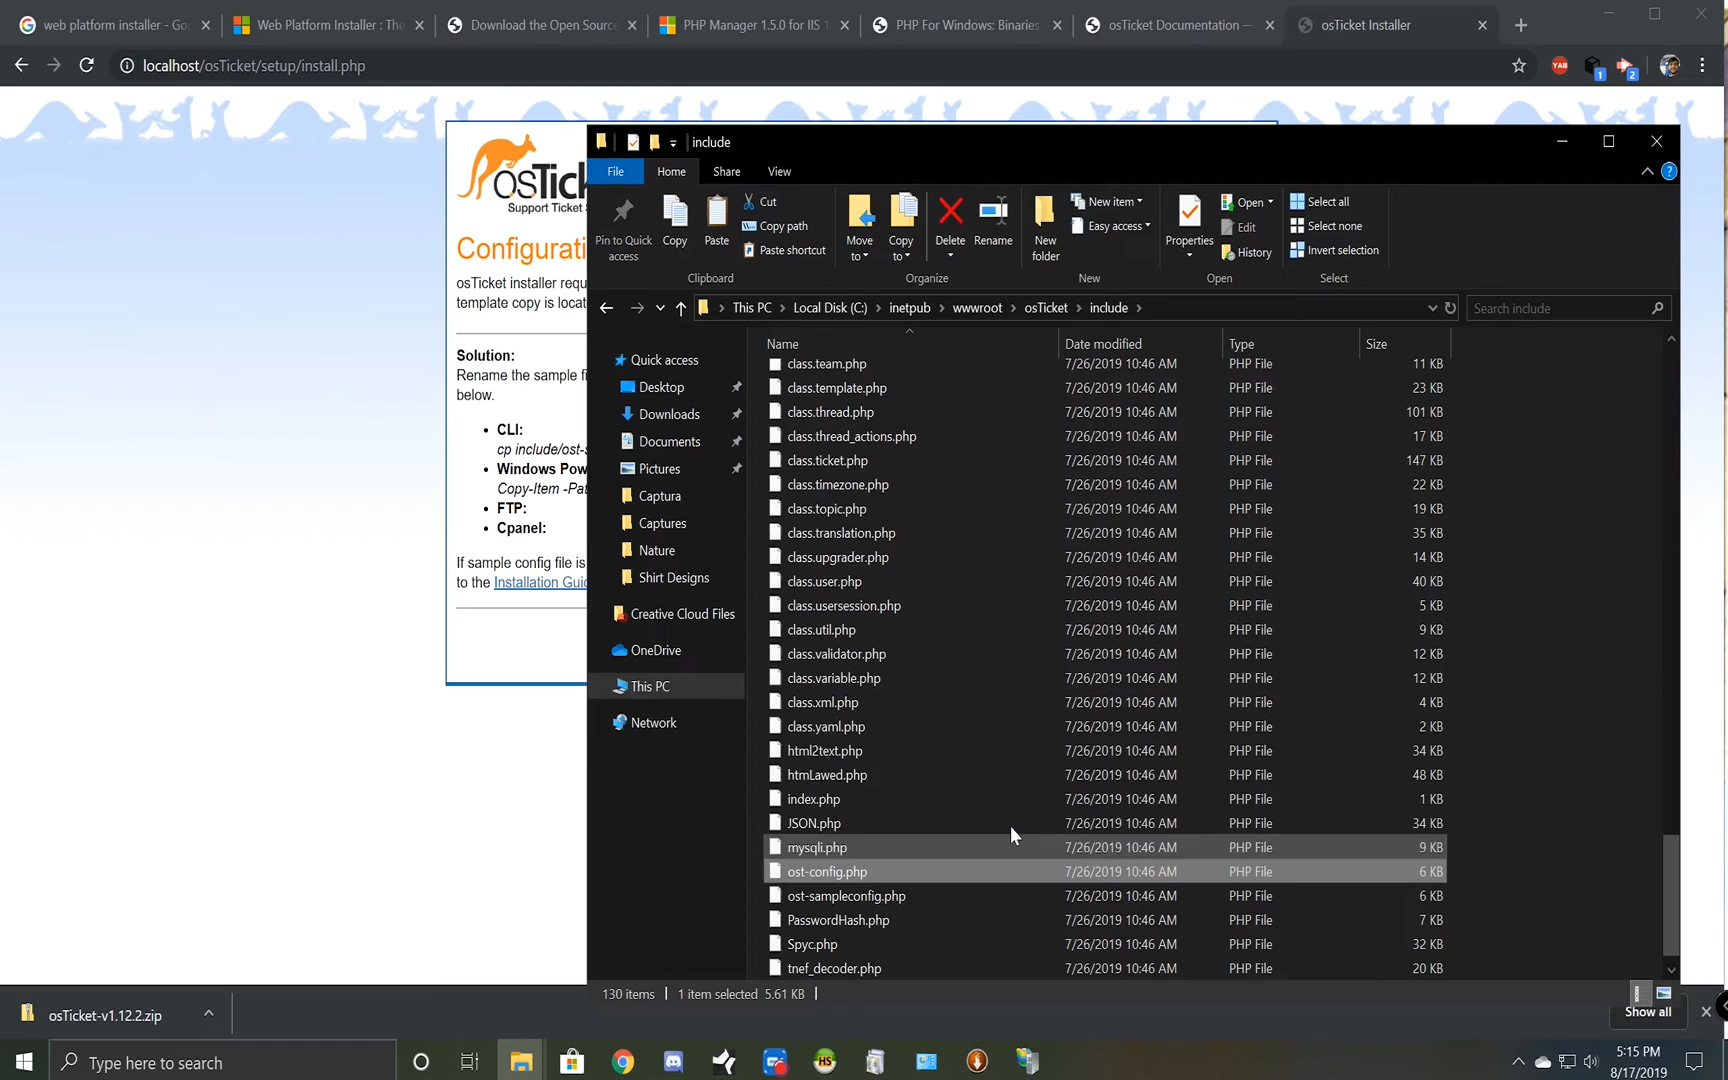 web platform installer - Goo
Web Platform Installer : The
Download the Open Source
PHP Manager 1.5.0 for IIS 1
PHP For Windows: Binaries
osTicket Documentation —
osTicket Installer
localhost/osTicket/setup/install.php
YAB
1
2
osTick
Support Ticket S
Configurati
osTicket installer requ
template copy is locat
Solution:
Rename the sample fi
below.
CLI:
cp include/ost-s
Windows Pow
Copy-Item -Pat
FTP:
Cpanel:
If sample config file is
to the Installation Guid
include
File
Home
Share
View
Pin to Quick access
Copy
Paste
Cut
Copy path
Paste shortcut
Clipboard
Move to
Copy to
Delete
Rename
Organize
New folder
New item
Easy access
New
Properties
Open
Edit
History
Open
Select all
Select none
Invert selection
Select
This PC > Local Disk (C:) > inetpub > wwwroot > osTicket > include >
Search include
Quick access
Desktop
Downloads
Documents
Pictures
Captura
Captures
Nature
Shirt Designs
Creative Cloud Files
OneDrive
This PC
Network
Name Date modified Type Size
class.team.php 7/26/2019 10:46 AM PHP File 11 KB
class.template.php 7/26/2019 10:46 AM PHP File 23 KB
class.thread.php 7/26/2019 10:46 AM PHP File 101 KB
class.thread_actions.php 7/26/2019 10:46 AM PHP File 17 KB
class.ticket.php 7/26/2019 10:46 AM PHP File 147 KB
class.timezone.php 7/26/2019 10:46 AM PHP File 22 KB
class.topic.php 7/26/2019 10:46 AM PHP File 19 KB
class.translation.php 7/26/2019 10:46 AM PHP File 35 KB
class.upgrader.php 7/26/2019 10:46 AM PHP File 14 KB
class.user.php 7/26/2019 10:46 AM PHP File 40 KB
class.usersession.php 7/26/2019 10:46 AM PHP File 5 KB
class.util.php 7/26/2019 10:46 AM PHP File 9 KB
class.validator.php 7/26/2019 10:46 AM PHP File 12 KB
class.variable.php 7/26/2019 10:46 AM PHP File 12 KB
class.xml.php 7/26/2019 10:46 AM PHP File 4 KB
class.yaml.php 7/26/2019 10:46 AM PHP File 2 KB
html2text.php 7/26/2019 10:46 AM PHP File 34 KB
htmLawed.php 7/26/2019 10:46 AM PHP File 48 KB
index.php 7/26/2019 10:46 AM PHP File 1 KB
JSON.php 7/26/2019 10:46 AM PHP File 34 KB
mysqli.php 7/26/2019 10:46 AM PHP File 9 KB
ost-config.php 7/26/2019 10:46 AM PHP File 6 KB
ost-sampleconfig.php 7/26/2019 10:46 AM PHP File 6 KB
PasswordHash.php 7/26/2019 10:46 AM PHP File 7 KB
Spyc.php 7/26/2019 10:46 AM PHP File 32 KB
tnef_decoder.php 7/26/2019 10:46 AM PHP File 20 KB
130 items 1 item selected 5.61 KB
osTicket-v1.12.2.zip
Show all
Type here to search
HS
5:15 PM
8/17/2019